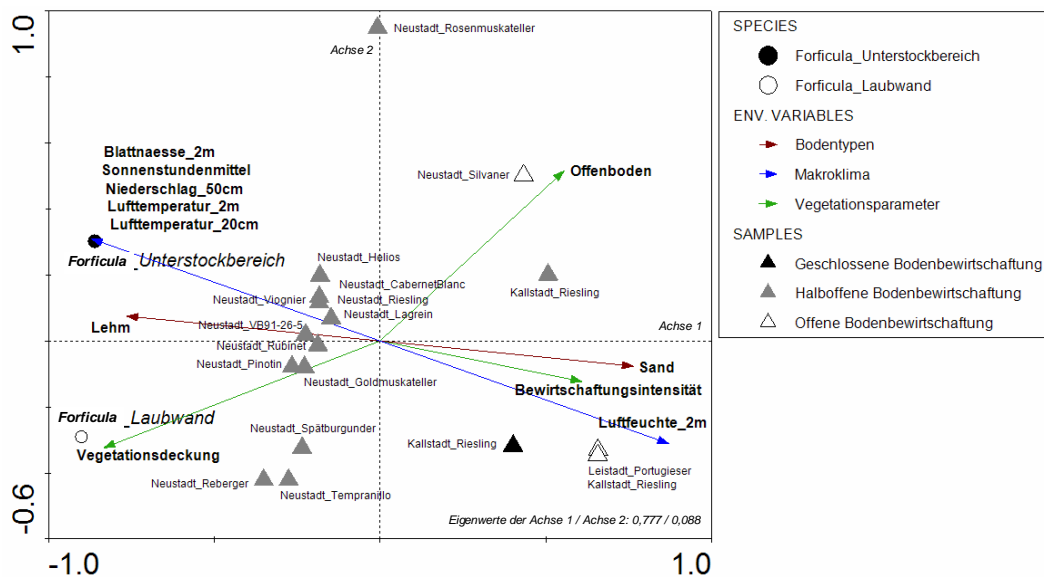 1.0
Neustadt_Rosenmuskateller
Achse 2
Blattnaesse_2m
Sonnenstundenmittel
Niederschlag_50cm
Lufttemperatur_2m
Lufttemperatur_20cm
Neustadt_Silvaner
Offenboden
Forficula_Unterstockbereich
Neustadt_Helios
Neustadt_CabernetBlanc
Neustadt_Viognier
Neustadt_Riesling
Neustadt_Lagrein
Kallstadt_Riesling
Lehm
Neustadt_VB91-26-5
Achse 1
Neustadt_Rubinet
Neustadt_Pinotin
Neustadt_Goldmuskateller
Sand
Bewirtschaftungsintensität
Forficula_Laubwand
Luftfeuchte_2m
Neustadt_Spätburgunder
Kallstadt_Riesling
Vegetationsdeckung
Leistadt_Portugieser
Kallstadt_Riesling
Neustadt_Reberger
Neustadt_Tempranillo
Eigenwerte der Achse 1 / Achse 2: 0,777 / 0,088
-0.6
-1.0
1.0
SPECIES
Forficula_Unterstockbereich
Forficula_Laubwand
ENV. VARIABLES
Bodentypen
Makroklima
Vegetationsparameter
SAMPLES
Geschlossene Bodenbewirtschaftung
Halboffene Bodenbewirtschaftung
Offene Bodenbewirtschaftung